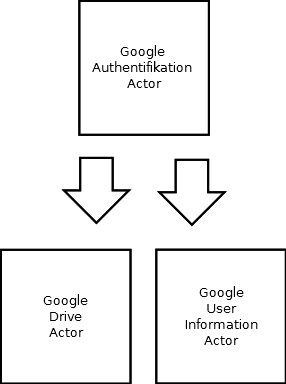 Google
Authentifikation
Actor
Google
Drive
Actor
Google
User
Information
Actor